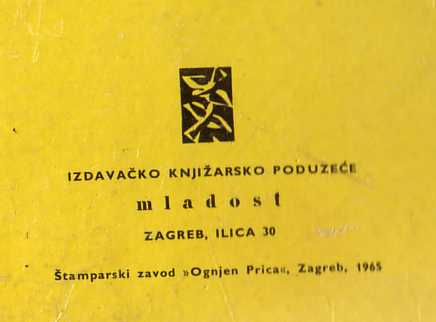 IZDAVAČKO KNJIŽARSKO PODUZEĆE
mladost
ZAGREB, ILICA 30
Štamparski zavod »Ognjen Prica«, Zagreb, 1965